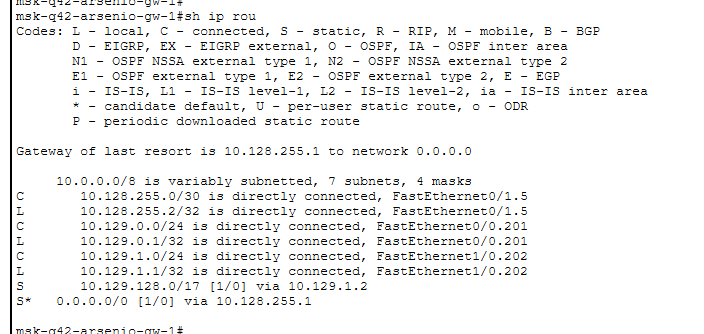 msk-q42-arsenio-gw-1#
msk-q42-arsenio-gw-1#sh ip rou
Codes: L - local, C - connected, S - static, R - RIP, M - mobile, B - BGP
       D - EIGRP, EX - EIGRP external, O - OSPF, IA - OSPF inter area
       N1 - OSPF NSSA external type 1, N2 - OSPF NSSA external type 2
       E1 - OSPF external type 1, E2 - OSPF external type 2, E - EGP
       i - IS-IS, L1 - IS-IS level-1, L2 - IS-IS level-2, ia - IS-IS inter area
       * - candidate default, U - per-user static route, o - ODR
       P - periodic downloaded static route
Gateway of last resort is 10.128.255.1 to network 0.0.0.0
     10.0.0.0/8 is variably subnetted, 7 subnets, 4 masks
C       10.128.255.0/30 is directly connected, FastEthernet0/1.5
L       10.128.255.2/32 is directly connected, FastEthernet0/1.5
C       10.129.0.0/24 is directly connected, FastEthernet0/0.201
L       10.129.0.1/32 is directly connected, FastEthernet0/0.201
C       10.129.1.0/24 is directly connected, FastEthernet1/0.202
L       10.129.1.1/32 is directly connected, FastEthernet1/0.202
S       10.129.128.0/17 [1/0] via 10.129.1.2
S*   0.0.0.0/0 [1/0] via 10.128.255.1
msk-q42-arsenio-gw-1#